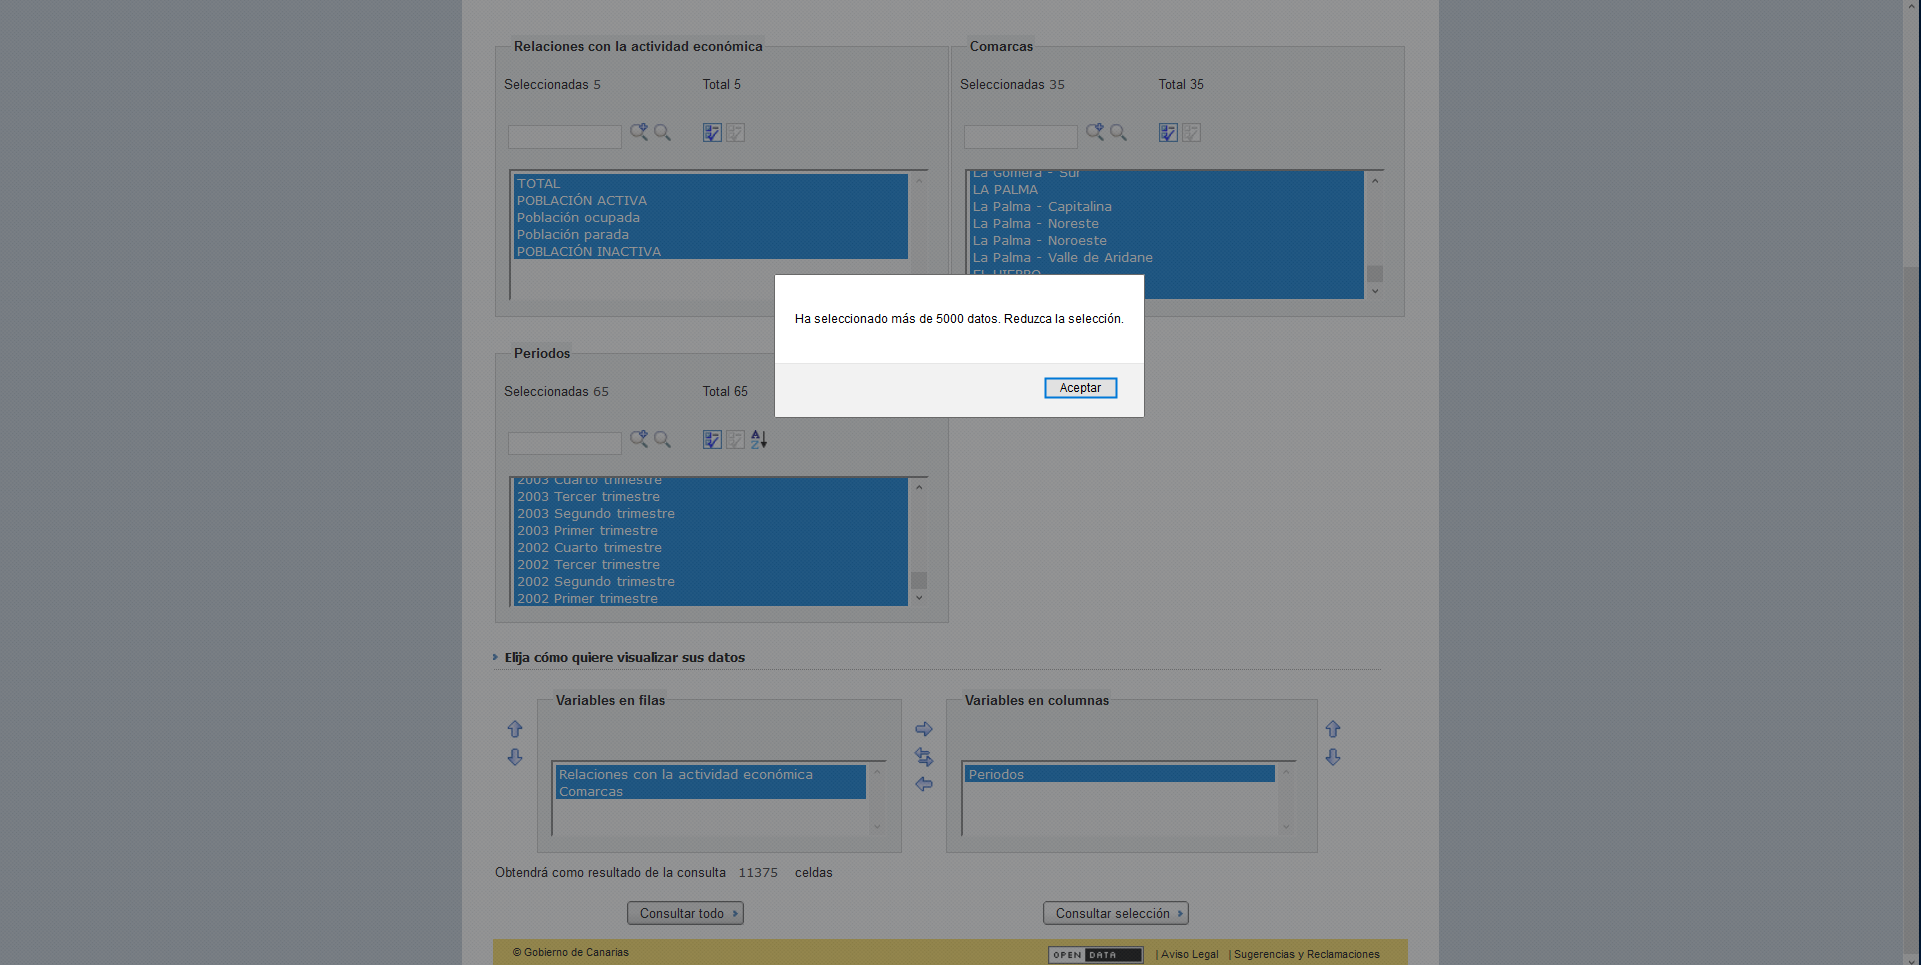 Relaciones con la actividad económica
Seleccionadas 5 Total 5
TOTAL
POBLACIÓN ACTIVA
Población ocupada
Población parada
POBLACIÓN INACTIVA
Comarcas
Seleccionadas 35 Total 35
La Gomera - Sur
LA PALMA
La Palma - Capitalina
La Palma - Noreste
La Palma - Noroeste
La Palma - Valle de Aridane
EL HIERRO
Ha seleccionado más de 5000 datos. Reduzca la selección.
Aceptar
Periodos
Seleccionadas 65 Total 65
2003 Cuarto trimestre
2003 Tercer trimestre
2003 Segundo trimestre
2003 Primer trimestre
2002 Cuarto trimestre
2002 Tercer trimestre
2002 Segundo trimestre
2002 Primer trimestre
Elija cómo quiere visualizar sus datos
Variables en filas
Relaciones con la actividad económica
Comarcas
Variables en columnas
Periodos
Obtendrá como resultado de la consulta 11375 celdas
Consultar todo
Consultar selección
© Gobierno de Canarias
OPEN DATA
| Aviso Legal | Sugerencias y Reclamaciones